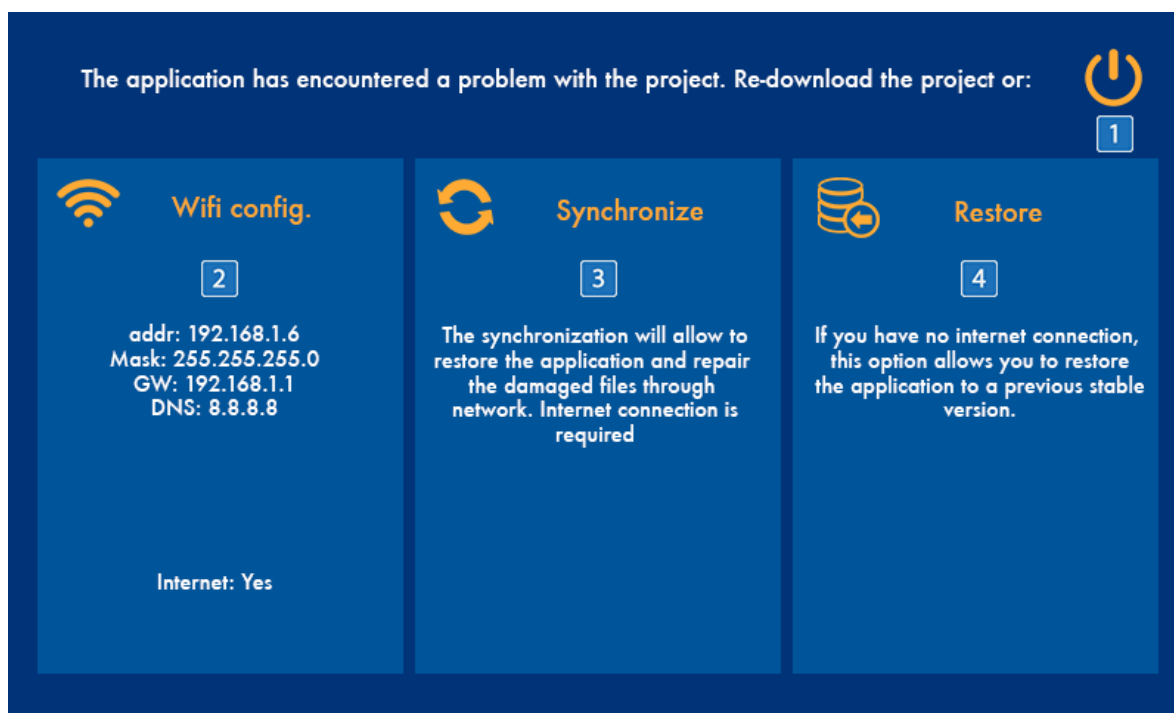 The application has encountered a problem with the project. Re-download the project or:
1
Wifi config.
2
addr: 192.168.1.6
Mask: 255.255.255.0
GW: 192.168.1.1
DNS: 8.8.8.8
Internet: Yes
Synchronize
3
The synchronization will allow to
restore the application and repair
the damaged files through
network. Internet connection is
required
Restore
4
If you have no internet connection,
this option allows you to restore
the application to a previous stable
version.